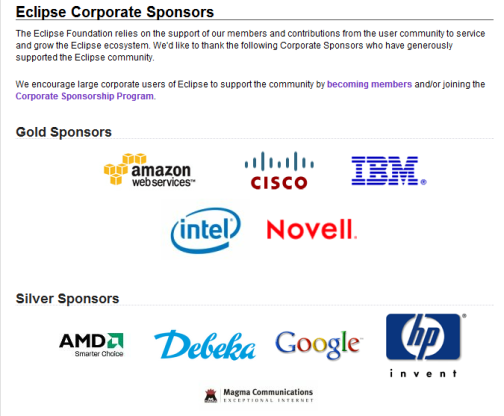 Eclipse Corporate Sponsors
The Eclipse Foundation relies on the support of our members and contributions from the user community to service
and grow the Eclipse ecosystem. We'd like to thank the following Corporate Sponsors who have generously
supported the Eclipse community.
We encourage large corporate users of Eclipse to support the community by becoming members and/or joining the
Corporate Sponsorship Program.
Gold Sponsors
amazon
webservices™
CISCO
IBM®
intel®
Novell.
Silver Sponsors
AMD
Smarter Choice
Debeka
Google™
hp®
invent
Magma Communications
EXCEPTIONAL INTERNET